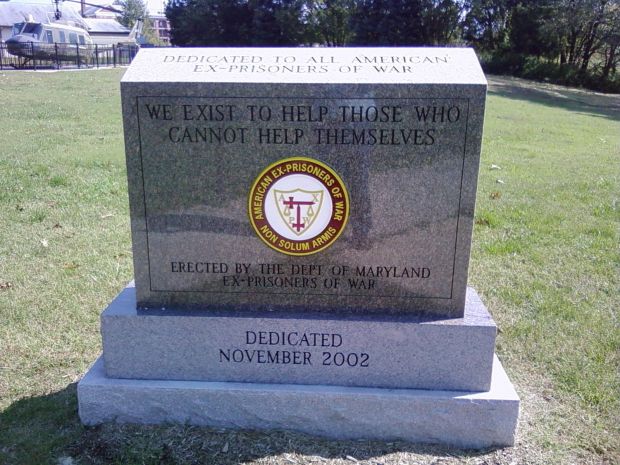 DEDICATED TO ALL AMERICAN
EX-PRISONERS OF WAR
WE EXIST TO HELP THOSE WHO
CANNOT HELP THEMSELVES
AMERICAN EX-PRISONERS OF WAR
A X
P W
NON SOLUM ARMIS
ERECTED BY THE DEPT OF MARYLAND
EX-PRISONERS OF WAR
DEDICATED
NOVEMBER 2002